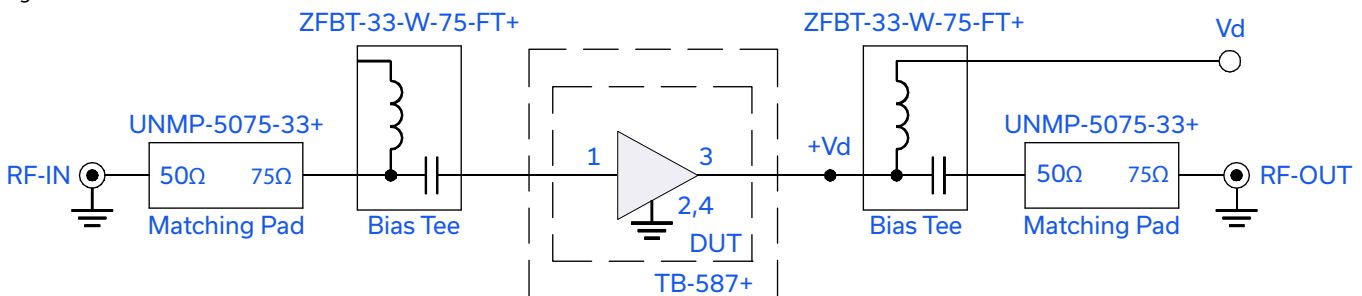 ZFBT-33-W-75-FT+
ZFBT-33-W-75-FT+
Vd
UNMP-5075-33+
UNMP-5075-33+
RF-IN
50Ω
75Ω
1
3
+Vd
50Ω
75Ω
RF-OUT
2,4
Matching Pad
Bias Tee
DUT
Bias Tee
Matching Pad
TB-587+